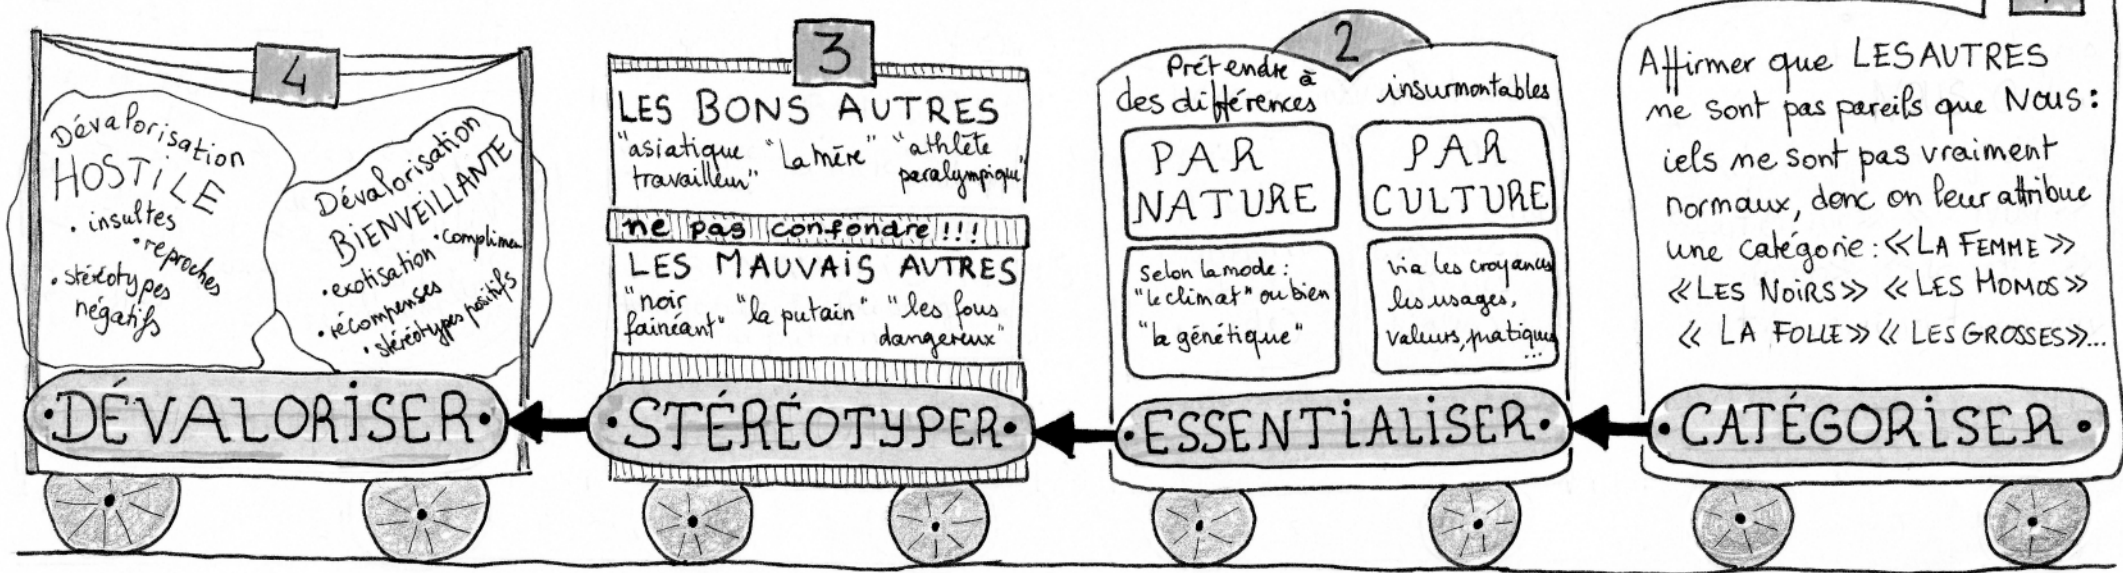 4
Dévalorisation
HOSTILE
• insultes
• reproches
• stéréotypes
négatifs
Dévalorisation
BIENVEILLANTE
• complimen
• exotisation
• récompenses
• stéréotypes positifs
• DÉVALORISER •
3
LES BONS AUTRES
"asiatique travailleur"
"La mère"
"athlète paralympique"
ne pas confondre!!!
LES MAUVAIS AUTRES
"noir fainéant"
"la putain"
"les fous dangereux"
• STÉRÉOTYPER •
2
Prétendre à
des différences insurmontables
PAR
NATURE
selon la mode :
"le climat" ou bien
"la génétique"
PAR
CULTURE
via les croyances
les usages,
valeurs, pratiques
...
• ESSENTIALISER •
Affirmer que LES AUTRES
ne sont pas pareils que NOUS :
iels ne sont pas vraiment
normaux, donc on leur attribue
une catégorie : «LA FEMME»
«LES NOIRS» «LES HOMOS»
« LA FOLLE» « LES GROSSES»...
• CATÉGORISER •